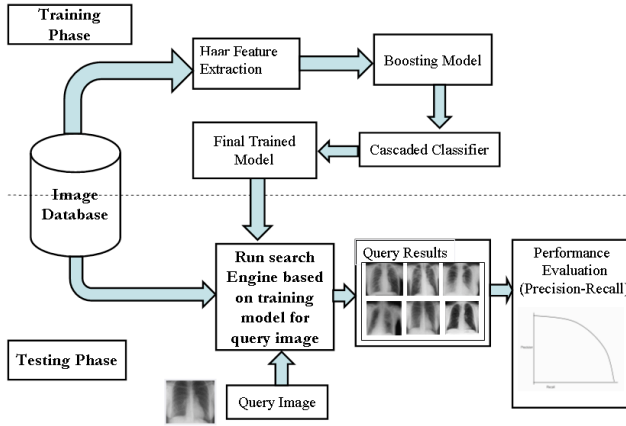 Training
Phase
Haar Feature
Extraction
Boosting Model
Final Trained
Model
Cascaded Classifier
Image
Database
Run search
Engine based
on training
model for
query image
Query Results
Performance
Evaluation
(Precision-Recall)
Testing Phase
Query Image